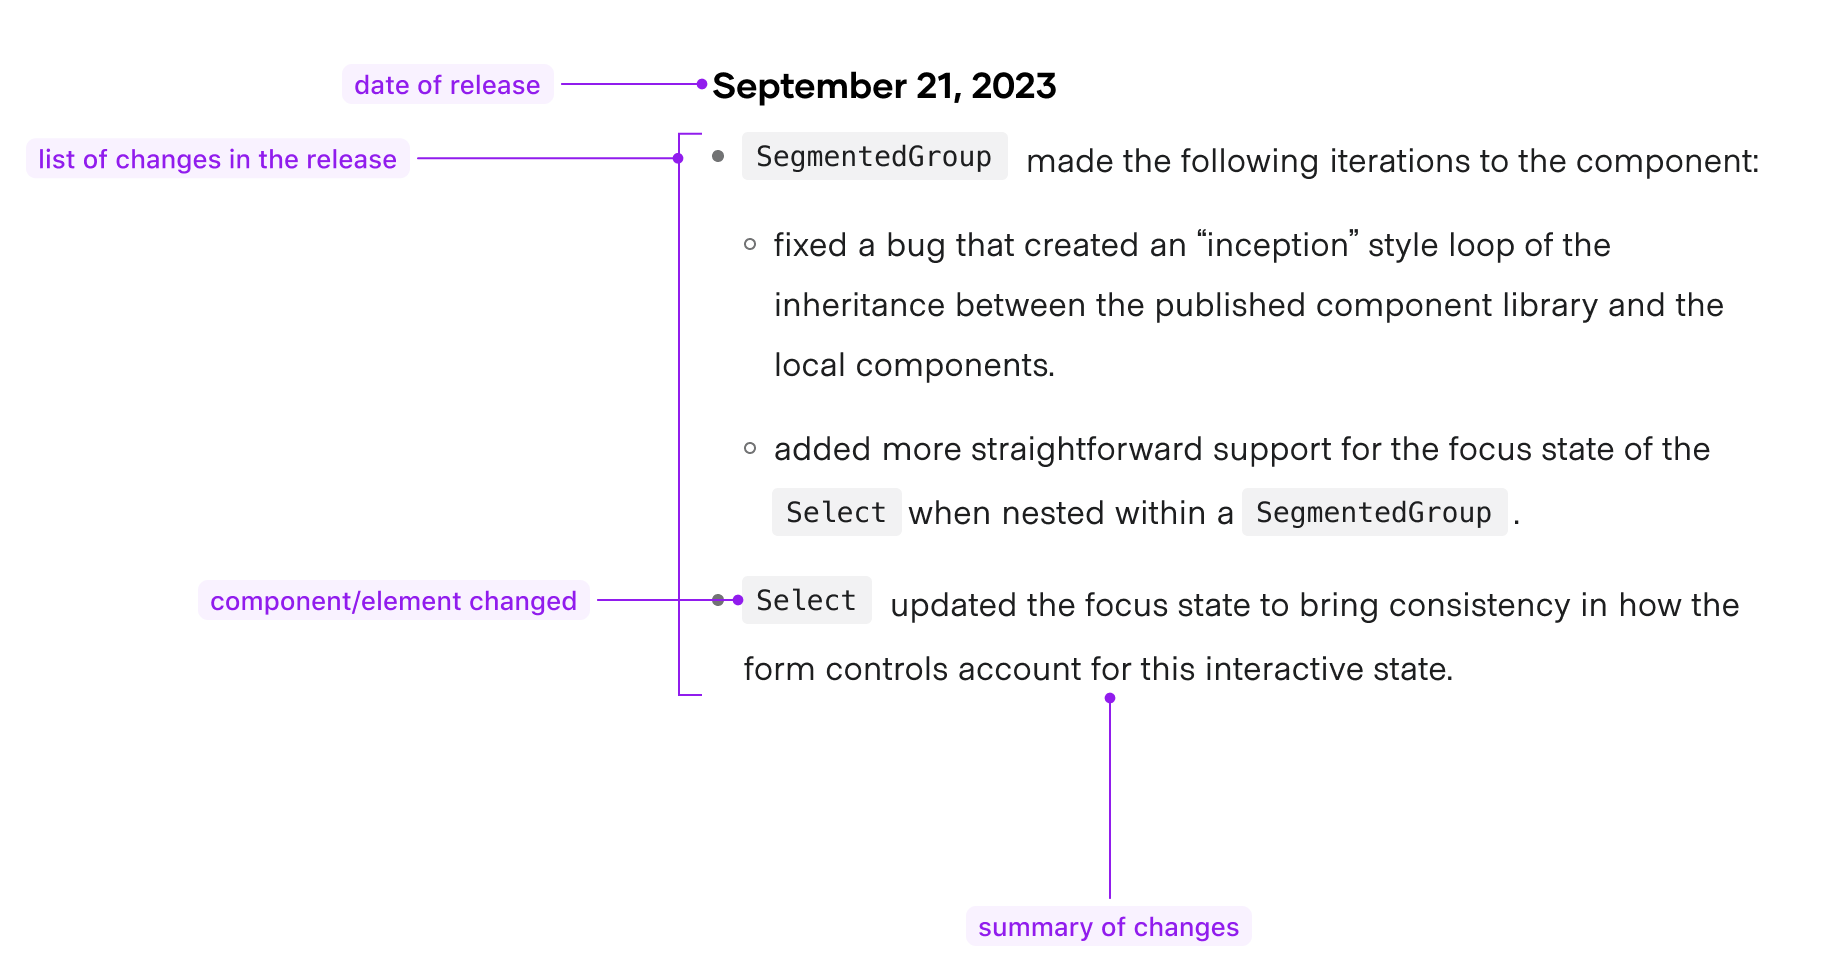 date of release
September 21, 2023
list of changes in the release
SegmentedGroup made the following iterations to the component:
fixed a bug that created an “inception” style loop of the
inheritance between the published component library and the
local components.
added more straightforward support for the focus state of the
Select when nested within a SegmentedGroup .
component/element changed
Select updated the focus state to bring consistency in how the
form controls account for this interactive state.
summary of changes